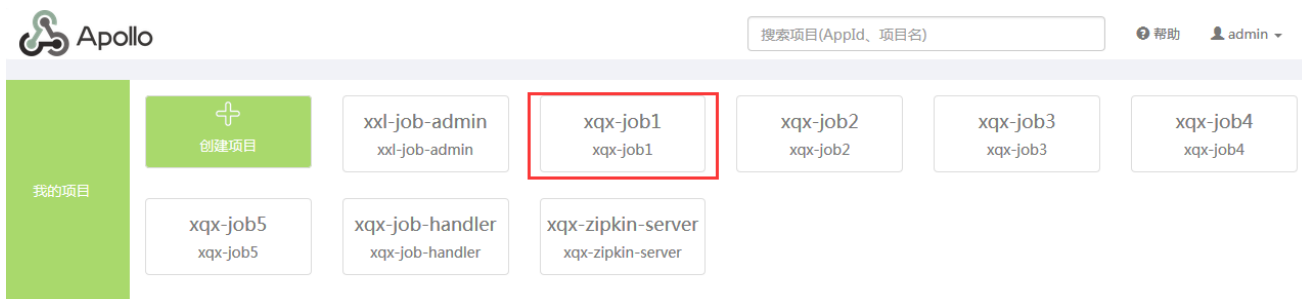 Apollo
搜索项目(AppId、项目名)
帮助
admin
我的项目
创建项目
xxl-job-admin
xxl-job-admin
xqx-job1
xqx-job1
xqx-job2
xqx-job2
xqx-job3
xqx-job3
xqx-job4
xqx-job4
xqx-job5
xqx-job5
xqx-job-handler
xqx-job-handler
xqx-zipkin-server
xqx-zipkin-server